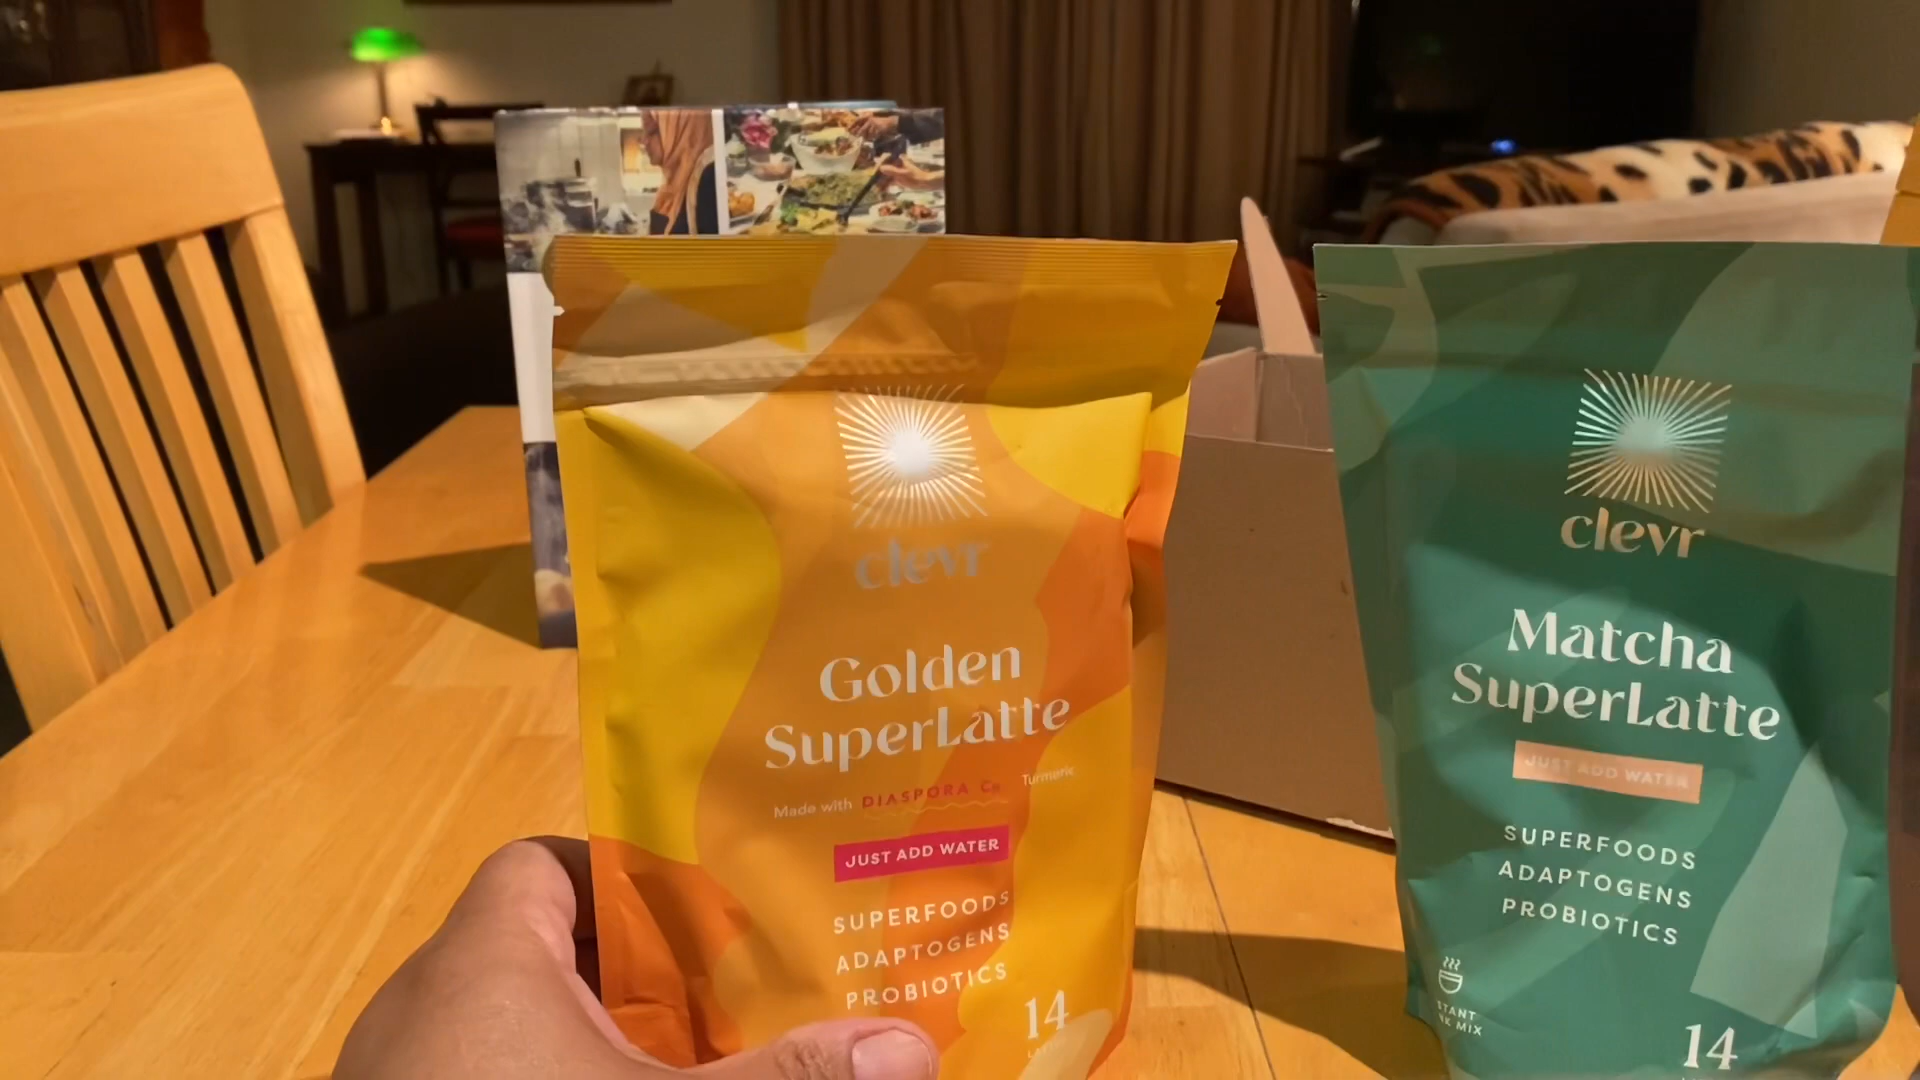 clevr
Golden
SuperLatte
Made with DIASPORA Co Turmeric
JUST ADD WATER
SUPERFOODS
ADAPTOGENS
PROBIOTICS
14
clevr
Matcha
SuperLatte
JUST ADD WATER
SUPERFOODS
ADAPTOGENS
PROBIOTICS
14